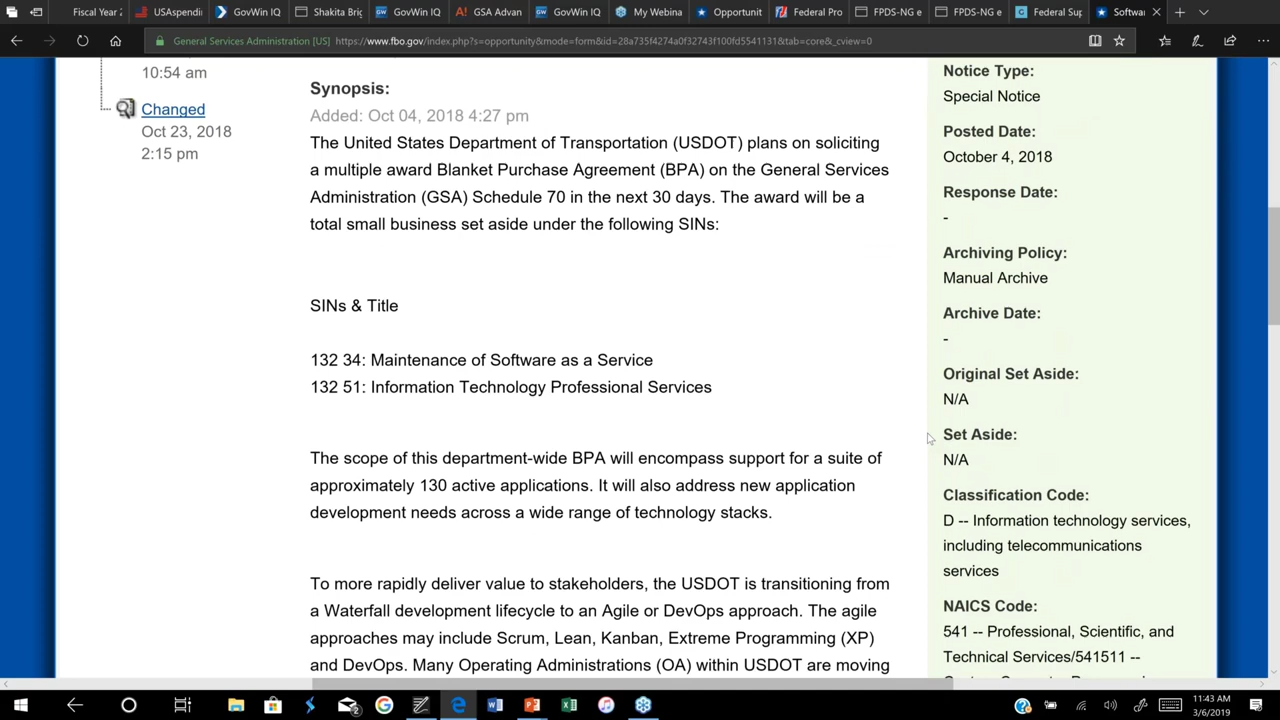 Fiscal Year
USAspendin
GovWin IQ
Shakita Brig
GovWin IQ
GSA Advan
GovWin IQ
My Webina
Opportunit
Federal Pro
FPDS-NG e
FPDS-NG e
Federal Sup
Softwar
General Services Administration [US] https://www.fbo.gov/index.php?s=opportunity&mode=form&id=28a735f4274a0f32743f100fd5541131&tab=core&_cview=0
10:54 am
Changed
Oct 23, 2018
2:15 pm
Synopsis:
Added: Oct 04, 2018 4:27 pm
The United States Department of Transportation (USDOT) plans on soliciting
a multiple award Blanket Purchase Agreement (BPA) on the General Services
Administration (GSA) Schedule 70 in the next 30 days. The award will be a
total small business set aside under the following SINs:
SINs & Title
132 34: Maintenance of Software as a Service
132 51: Information Technology Professional Services
The scope of this department-wide BPA will encompass support for a suite of
approximately 130 active applications. It will also address new application
development needs across a wide range of technology stacks.
To more rapidly deliver value to stakeholders, the USDOT is transitioning from
a Waterfall development lifecycle to an Agile or DevOps approach. The agile
approaches may include Scrum, Lean, Kanban, Extreme Programming (XP)
and DevOps. Many Operating Administrations (OA) within USDOT are moving
Notice Type:
Special Notice
Posted Date:
October 4, 2018
Response Date:
-
Archiving Policy:
Manual Archive
Archive Date:
-
Original Set Aside:
N/A
Set Aside:
N/A
Classification Code:
D -- Information technology services,
including telecommunications
services
NAICS Code:
541 -- Professional, Scientific, and
Technical Services/541511 --
11:43 AM
3/6/2019